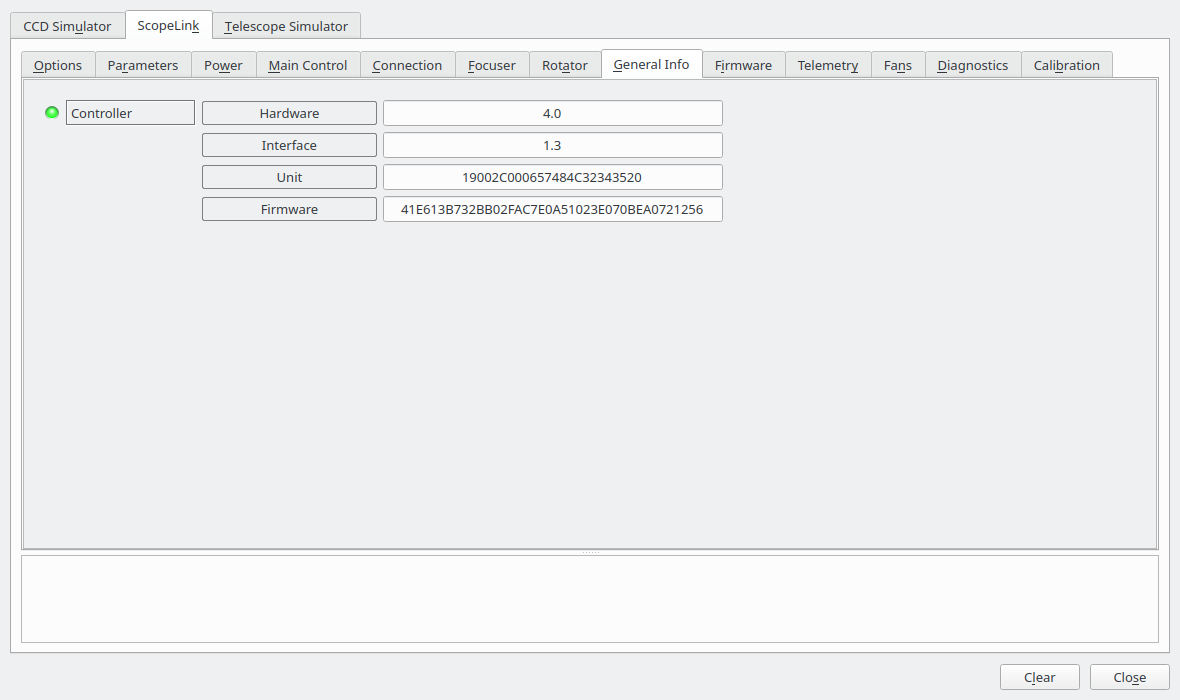 CCD Simulator ScopeLink Telescope Simulator
Options Parameters Power Main Control Connection Focuser Rotator General Info Firmware Telemetry Fans Diagnostics Calibration
Controller Hardware 4.0
Interface 1.3
Unit 19002C000657484C32343520
Firmware 41E613B732BB02FAC7E0A51023E070BEA0721256
Clear Close